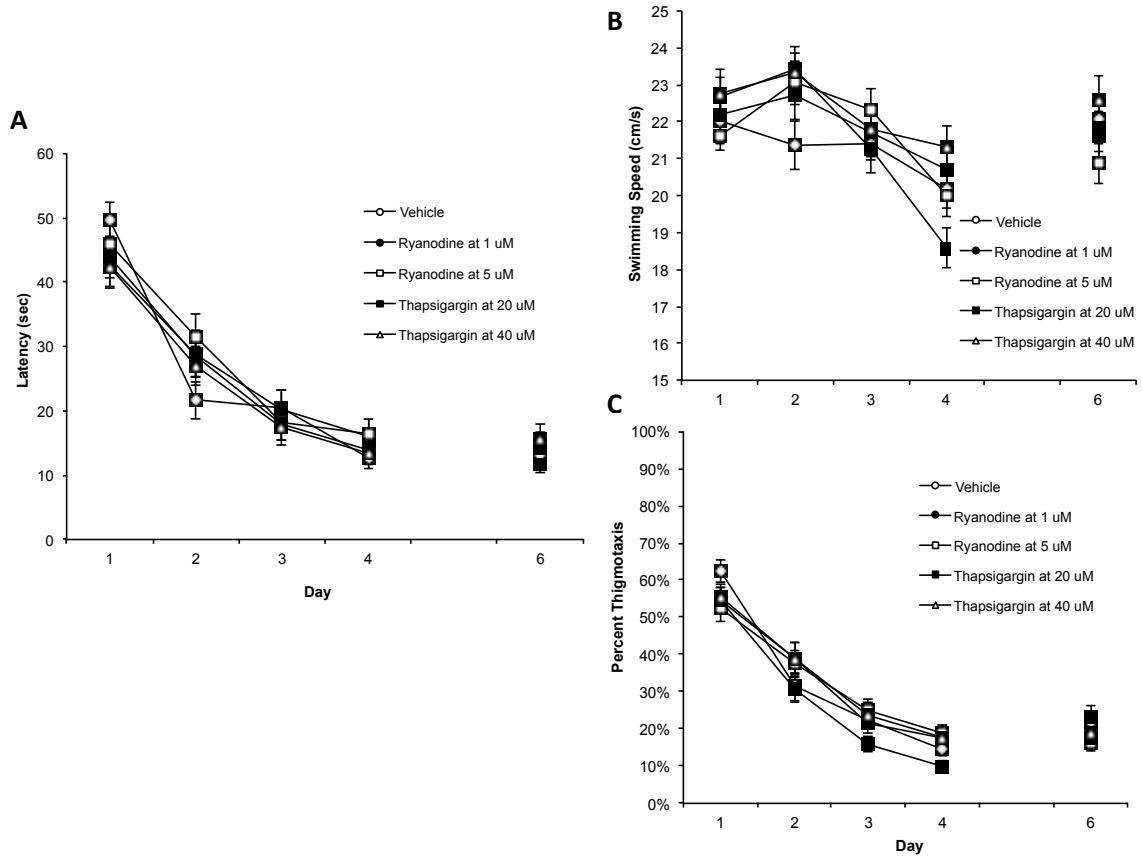 A
60
50
40
30
20
10
0
Latency (sec)
Vehicle
Ryanodine at 1 uM
Ryanodine at 5 uM
Thapsigargin at 20 uM
Thapsigargin at 40 uM
1 2 3 4 6
Day
B
25
24
23
22
21
20
19
18
17
16
15
Swimming Speed (cm/s)
Vehicle
Ryanodine at 1 uM
Ryanodine at 5 uM
Thapsigargin at 20 uM
Thapsigargin at 40 uM
1 2 3 4 6
C
100%
90%
80%
70%
60%
50%
40%
30%
20%
10%
0%
Percent Thigmotaxis
Vehicle
Ryanodine at 1 uM
Ryanodine at 5 uM
Thapsigargin at 20 uM
Thapsigargin at 40 uM
1 2 3 4 6
Day